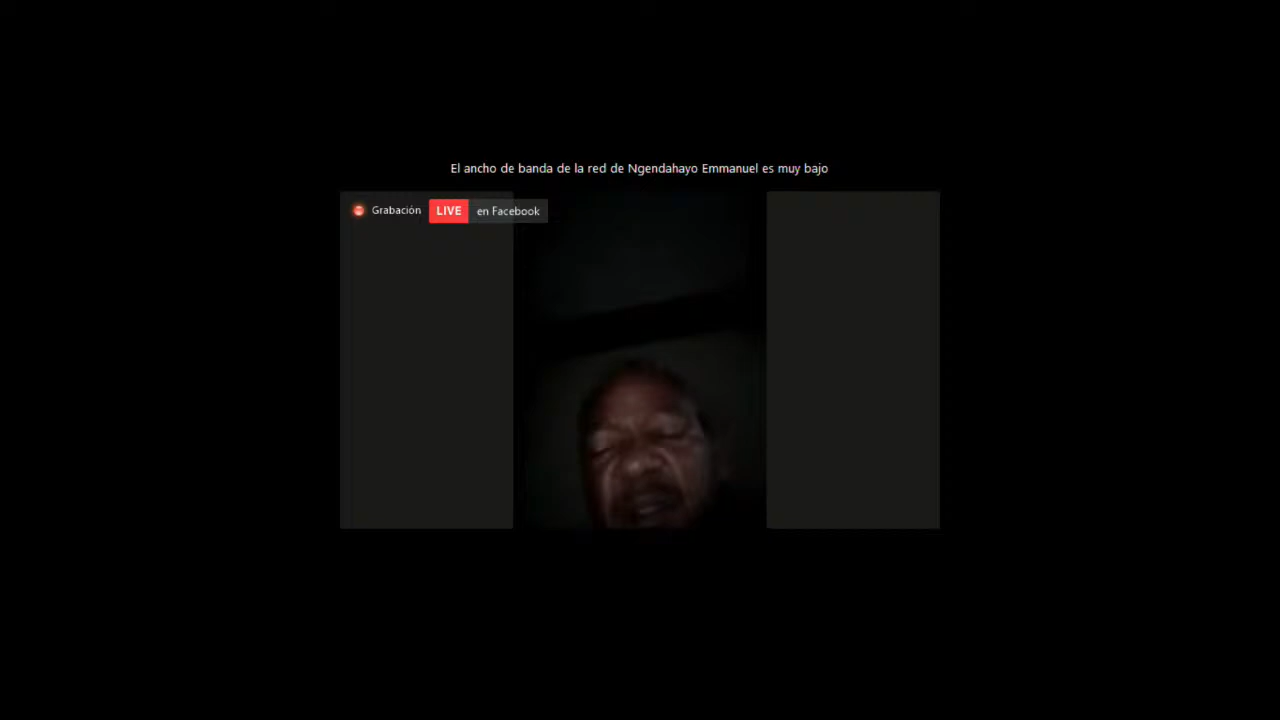 El ancho de banda de la red de Ngendahayo Emmanuel es muy bajo
Grabación LIVE en Facebook